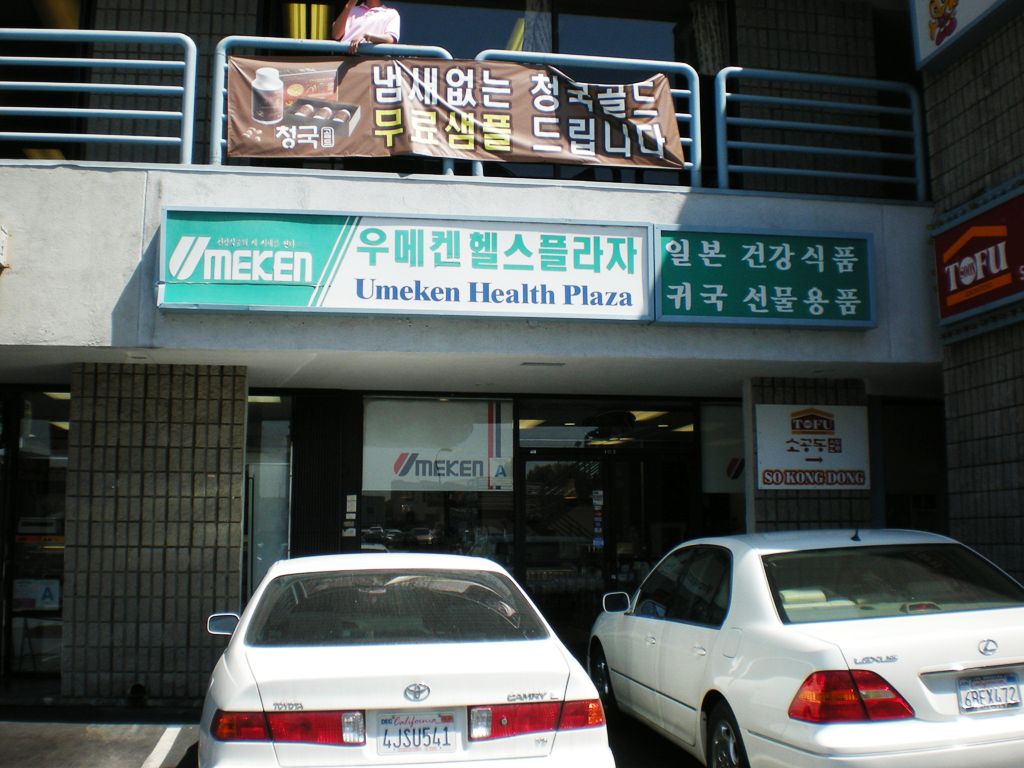 냄새없는 청국골드
무료샘플 드립니다
청국
UMEKEN
우메켄 헬스플라자
Umeken Health Plaza
일본 건강식품
귀국 선물용품
TOFU
UMEKEN
A
TOFU
소공동
SO KONG DONG
A
TOYOTA
CAMRY
California
4JSU541
LEXUS
6BFX472